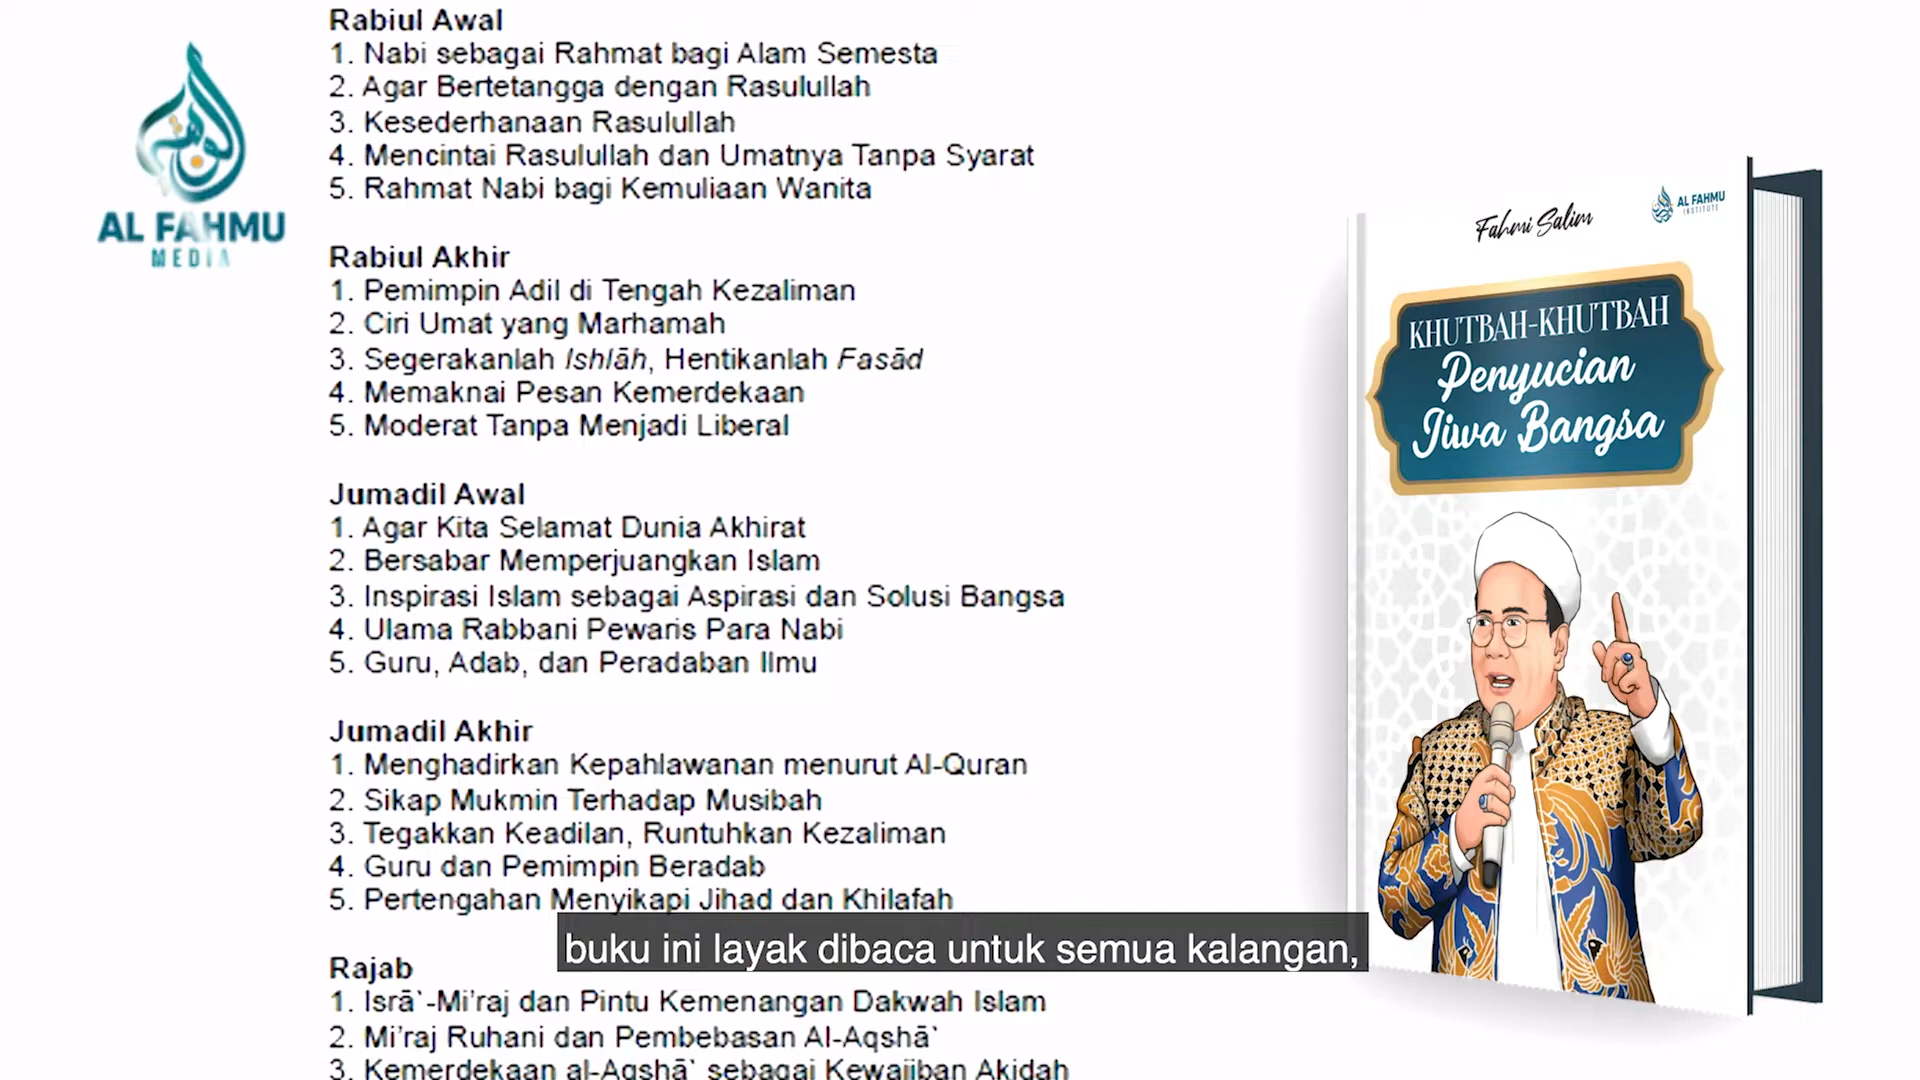 AL FAHMU
MEDIA
Rabiul Awal
1. Nabi sebagai Rahmat bagi Alam Semesta
2. Agar Bertetangga dengan Rasulullah
3. Kesederhanaan Rasulullah
4. Mencintai Rasulullah dan Umatnya Tanpa Syarat
5. Rahmat Nabi bagi Kemuliaan Wanita
Rabiul Akhir
1. Pemimpin Adil di Tengah Kezaliman
2. Ciri Umat yang Marhamah
3. Segerakanlah Ishlāh, Hentikanlah Fasād
4. Memaknai Pesan Kemerdekaan
5. Moderat Tanpa Menjadi Liberal
Jumadil Awal
1. Agar Kita Selamat Dunia Akhirat
2. Bersabar Memperjuangkan Islam
3. Inspirasi Islam sebagai Aspirasi dan Solusi Bangsa
4. Ulama Rabbani Pewaris Para Nabi
5. Guru, Adab, dan Peradaban Ilmu
Jumadil Akhir
1. Menghadirkan Kepahlawanan menurut Al-Quran
2. Sikap Mukmin Terhadap Musibah
3. Tegakkan Keadilan, Runtuhkan Kezaliman
4. Guru dan Pemimpin Beradab
5. Pertengahan Menyikapi Jihad dan Khilafah
Rajab
1. Isrā`-Mi’raj dan Pintu Kemenangan Dakwah Islam
2. Mi’raj Ruhani dan Pembebasan Al-Aqshā`
3. Kemerdekaan al-Aqshā` sebagai Kewajiban Akidah
Fahmi Salim
AL FAHMU
INSTITUTE
KHUTBAH-KHUTBAH
Penyucian
Jiwa Bangsa
buku ini layak dibaca untuk semua kalangan,